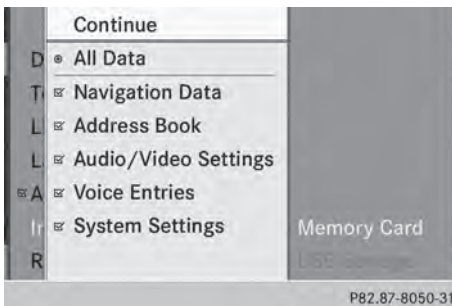 Continue
D
All Data
T
Navigation Data
L
Address Book
L
Audio/Video Settings
A
Voice Entries
Ir
System Settings
Memory Card
R
P82.87-8050-31